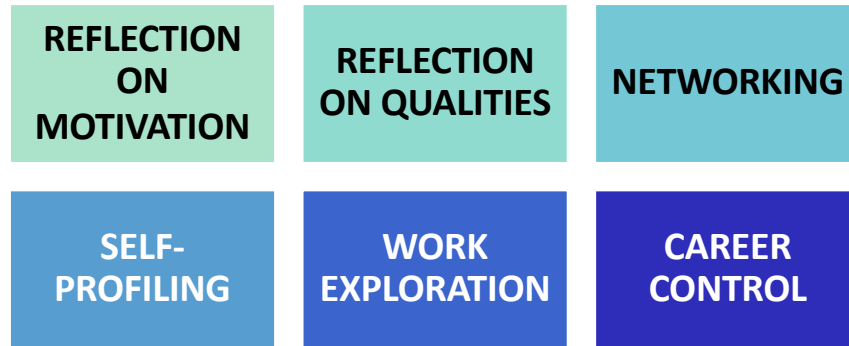 REFLECTION
ON
MOTIVATION
REFLECTION
ON QUALITIES
NETWORKING
SELF-
PROFILING
WORK
EXPLORATION
CAREER
CONTROL